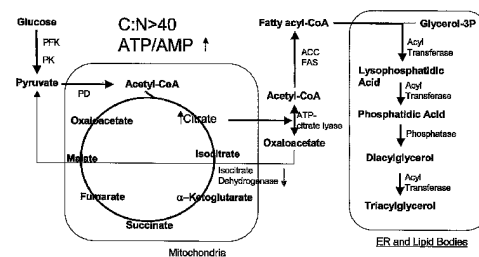 Glucose
PFK
PK
Pyruvate
PD
C:N>40
ATP/AMP ↑
Acetyl-CoA
Oxaloacetate
↑Citrate
Malate
Isocitrate
Fumarate
α–Ketoglutarate
Succinate
Mitochondria
Isocitrate
Dehydrogenase ↓
Fatty acyl-CoA
ACC
FAS
Acetyl-CoA
ATP-
citrate lyase
Oxaloacetate
Glycerol-3P
Acyl
Transferase
Lysophosphatidic
Acid
Acyl
Transferase
Phosphatidic Acid
Phosphatase
Diacylglycerol
Acyl
Transferase
Triacylglycerol
ER and Lipid Bodies